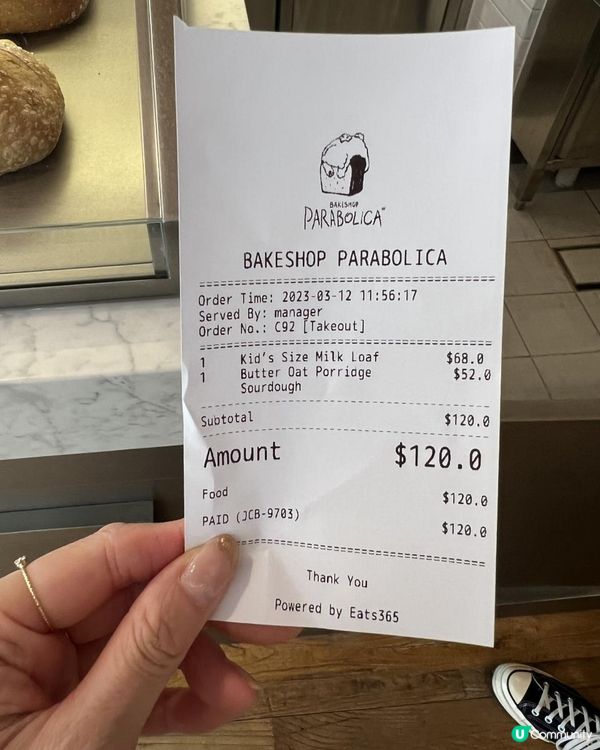 BAKESHOP
PARABOLICA
BAKESHOP PARABOLICA
Order Time: 2023-03-12 11:56:17
Served By: manager
Order No.: C92 [Takeout]
1 Kid's Size Milk Loaf $68.0
1 Butter Oat Porridge $52.0
Sourdough
Subtotal $120.0
Amount $120.0
Food $120.0
PAID (JCB-9703) $120.0
Thank You
Powered by Eats365
U Community